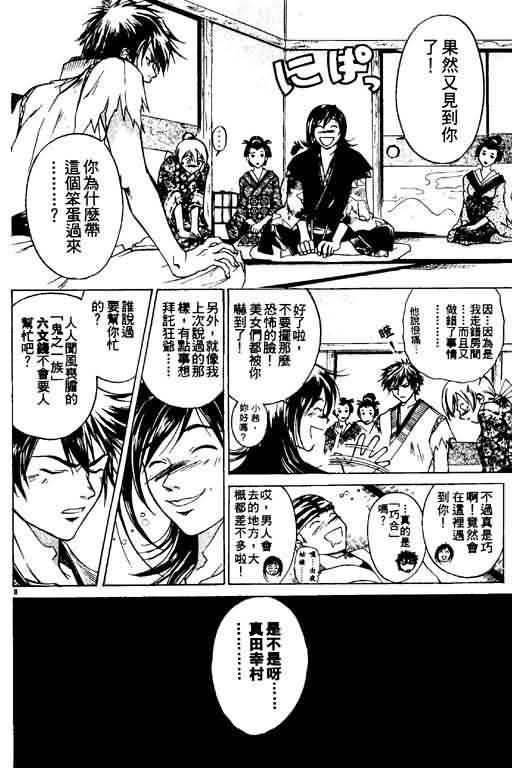 果然又見到你
了！
にぱっ
………
你為什麼帶
這個笨蛋過來
………？
因…因為是
我走錯房間
…而且又
做錯了事情
他說很嗎…
好了啦！
不要擺那麼
恐怖的臉！
美女們都被你
嚇到了！
小茜，
妳好嗎？
另外，就像我
上次說過的那
樣，有點事想
拜託狂爺…
誰說過
要幫你忙
的？
人人聞風喪膽的
「鬼之一族」
六文錢不會要人
幫忙吧？
不過真是巧
啊！竟然會
在這裡遇
到你！
…真的是
「巧合」
嗎？
哎，男人會
去的地方，大
概都差不多啦！
是不是呀…
真田幸村
………